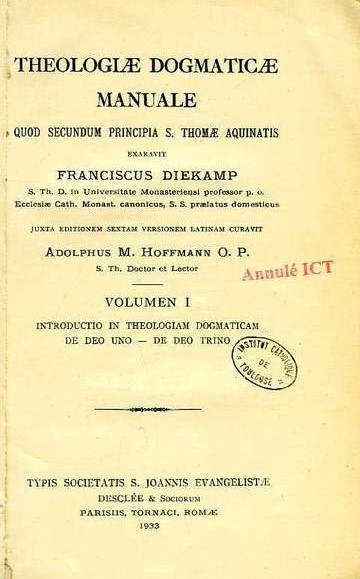 THEOLOGIÆ DOGMATICÆ
MANUALE
QUOD SECUNDUM PRINCIPIA S. THOMÆ AQUINATIS
EXARAVIT
FRANCISCUS DIEKAMP
S. Th. D. in Universitate Monasteriensi professor p. o.
Ecclesiæ Cath. Monast. canonicus, S. S. prælatus domesticus
JUXTA EDITIONEM SEXTAM VERSIONEM LATINAM CURAVIT
ADOLPHUS M. HOFFMANN O. P.
S. Th. Doctor et Lector
Annulé ICT
VOLUMEN I
INTRODUCTIO IN THEOLOGIAM DOGMATICAM
DE DEO UNO — DE DEO TRINO
INSTITUT CATHOLIQUE
DE
TOULOUSE
TYPIS SOCIETATIS S. JOANNIS EVANGELISTÆ
DESCLÉE & SOCIORUM
PARISIIS, TORNACI, ROMÆ
1933